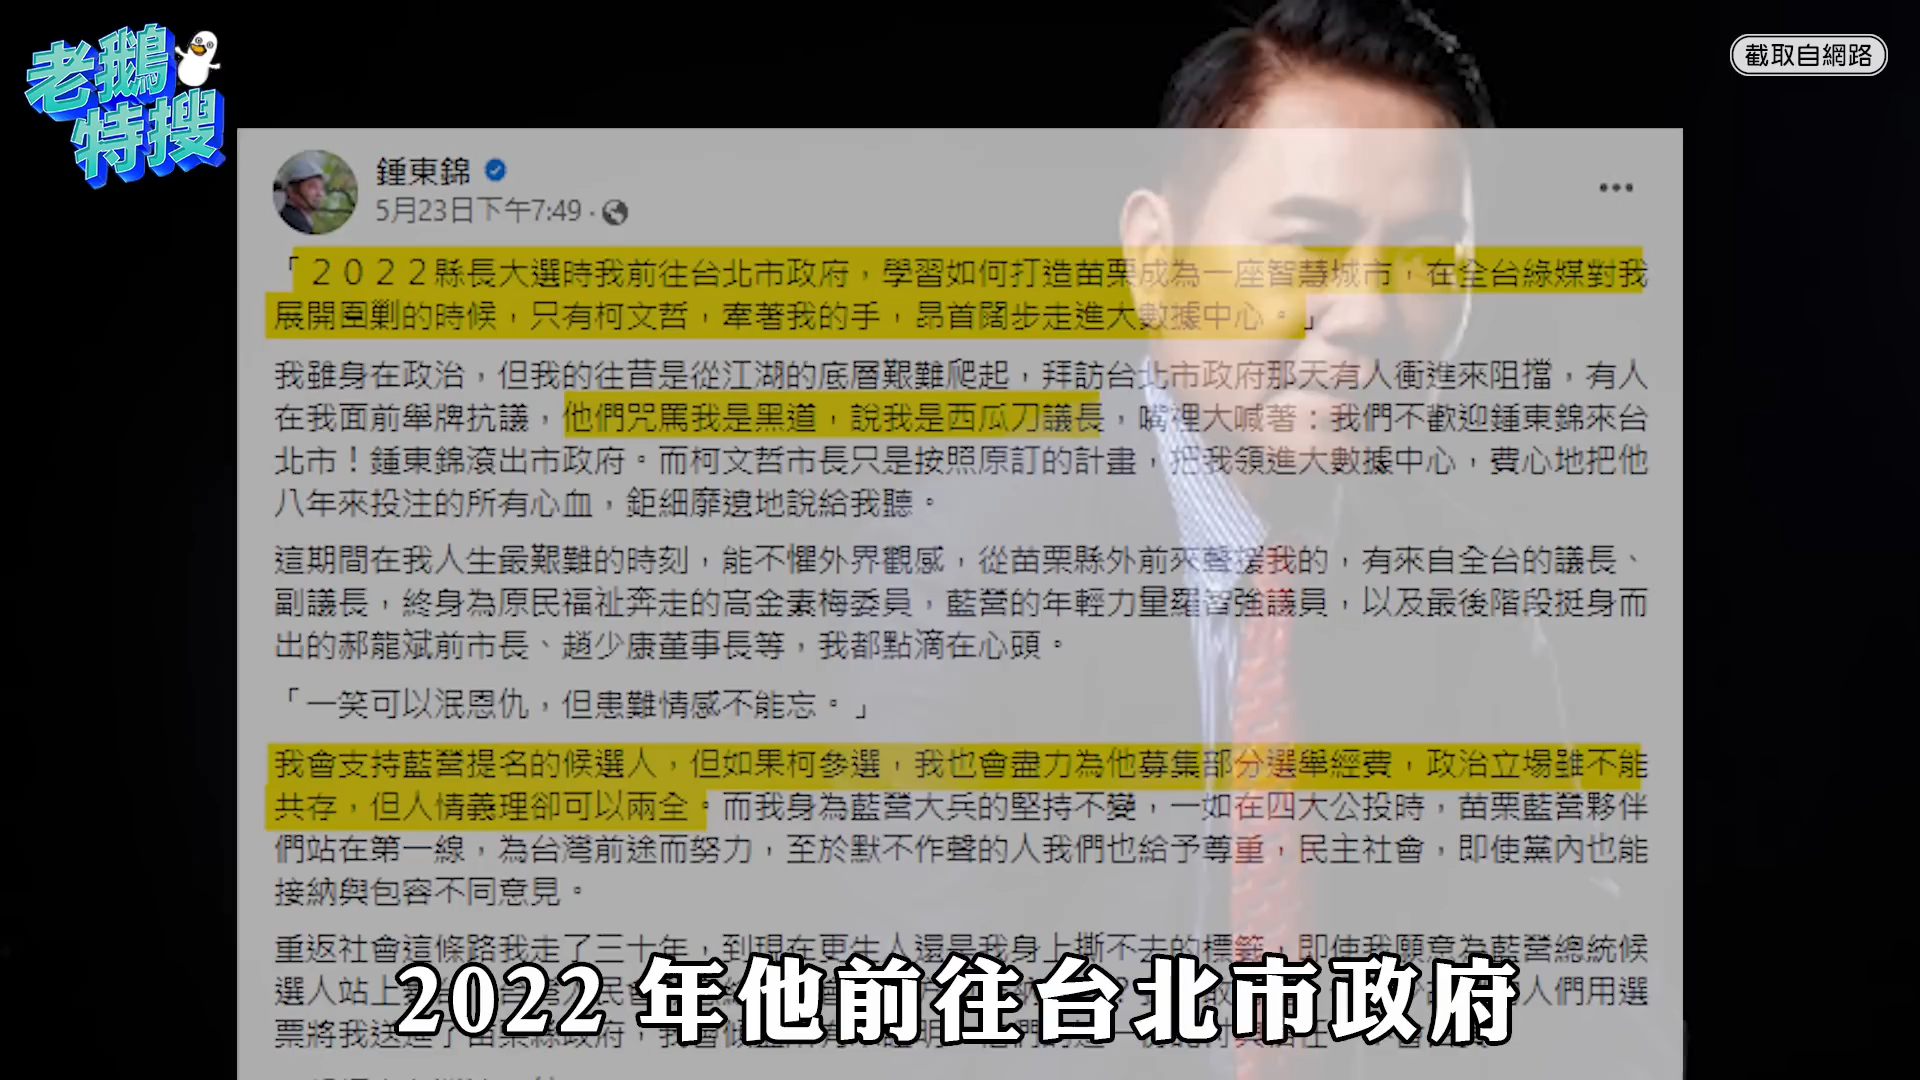 老鵝
特搜
截取自網路
鍾東錦
5月23日下午7:49
「２０２２縣長大選時我前往台北市政府，學習如何打造苗栗成為一座智慧城市，在全台綠媒對我
展開圍剿的時候，只有柯文哲，牽著我的手，昂首闊步走進大數據中心。」
我雖身在政治，但我的往昔是從江湖的底層艱難爬起，拜訪台北市政府那天有人衝進來阻擋，有人
在我面前舉牌抗議，他們咒罵我是黑道，說我是西瓜刀議長，嘴裡大喊著：我們不歡迎鍾東錦來台
北市！鍾東錦滾出市政府。而柯文哲市長只是按照原訂的計畫，把我領進大數據中心，費心地把他
八年來投注的所有心血，鉅細靡遺地說給我聽。
這期間在我人生最艱難的時刻，能不懼外界觀感，從苗栗縣外前來聲援我的，有來自全台的議長、
副議長，終身為原民福祉奔走的高金素梅委員，藍營的年輕力量羅智強議員，以及最後階段挺身而
出的郝龍斌前市長、趙少康董事長等，我都點滴在心頭。
「一笑可以泯恩仇，但患難情感不能忘。」
我會支持藍營提名的候選人，但如果柯參選，我也會盡力為他募集部分選舉經費，政治立場雖不能
共存，但人情義理卻可以兩全。而我身為藍營大兵的堅持不變，一如在四大公投時，苗栗藍營夥伴
們站在第一線，為台灣前途而努力，至於默不作聲的人我們也給予尊重，民主社會，即使黨內也能
接納與包容不同意見。
重返社會這條路我走了三十年，到現在更生人還是我身上撕不去的標籤，即使我願意為藍營總統候
選人站上 人們用選
票將我送進了苗栗縣政府，我
2022 年他前往台北市政府